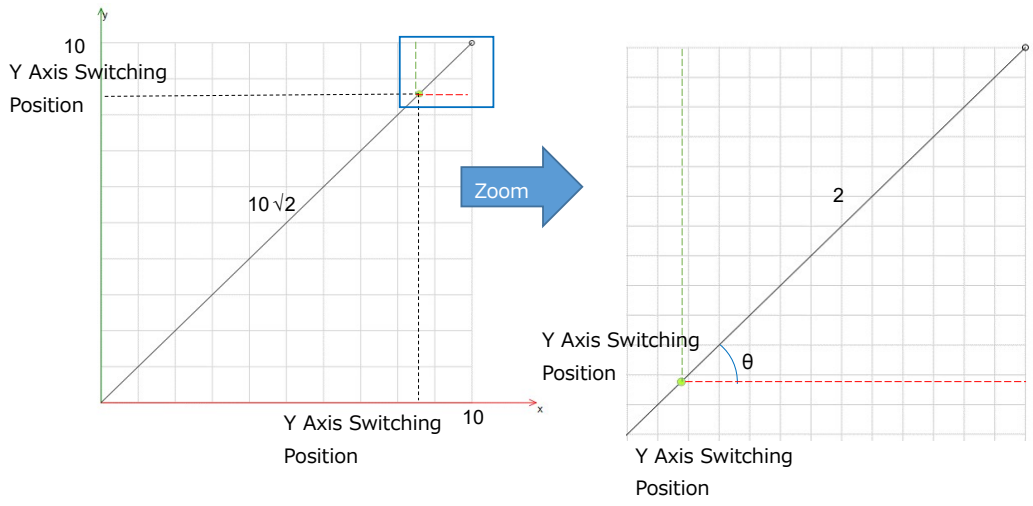 y
10
Y Axis Switching
Position
10√2
Y Axis Switching
Position
10
x
Zoom
2
Y Axis Switching
Position
θ
Y Axis Switching
Position